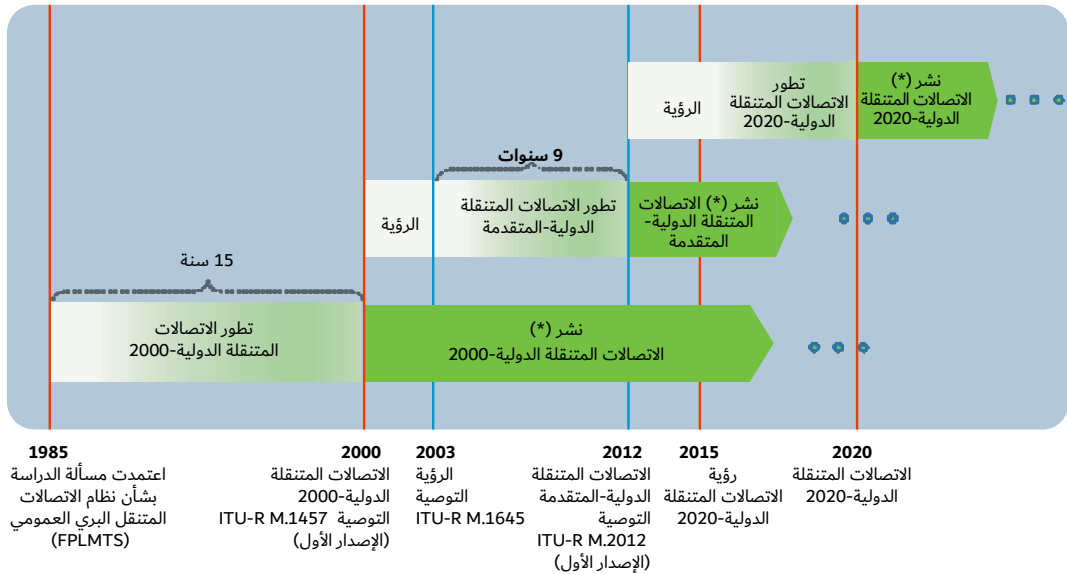 نشر (*)
الاتصالات المتنقلة
الدولية-2020
تطور
الاتصالات المتنقلة
الدولية-2020
الرؤية
9 سنوات
نشر (*) الاتصالات
المتنقلة الدولية-
المتقدمة
تطور الاتصالات المتنقلة
الدولية-المتقدمة
الرؤية
15 سنة
نشر (*)
الاتصالات المتنقلة الدولية-2000
تطور الاتصالات
المتنقلة الدولية-2000
1985
اعتمدت مسألة الدراسة
بشأن نظام الاتصالات
المتنقل البري العمومي
(FPLMTS)
2000
الاتصالات المتنقلة
الدولية-2000
التوصية ITU-R M.1457
(الإصدار الأول)
2003
الرؤية
التوصية
ITU-R M.1645
2012
الاتصالات المتنقلة
الدولية-المتقدمة
التوصية
ITU-R M.2012
(الإصدار الأول)
2015
رؤية
الاتصالات المتنقلة
الدولية-2020
2020
الاتصالات المتنقلة
الدولية-2020